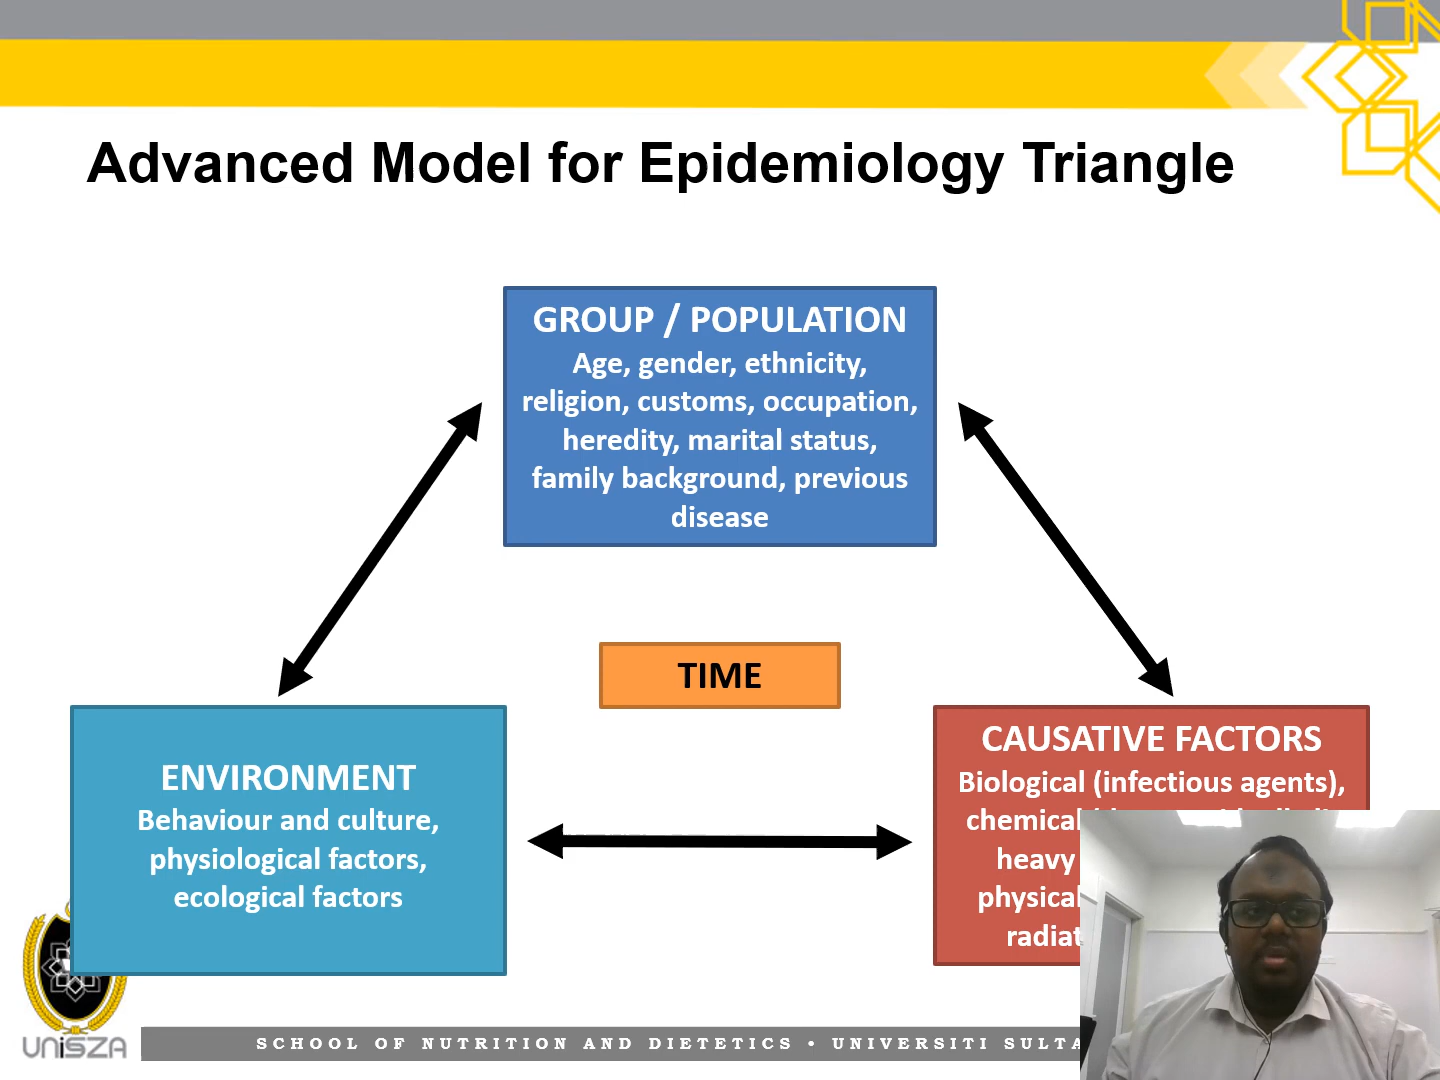 Advanced Model for Epidemiology Triangle
GROUP / POPULATION
Age, gender, ethnicity,
religion, customs, occupation,
heredity, marital status,
family background, previous
disease
TIME
ENVIRONMENT
Behaviour and culture,
physiological factors,
ecological factors
CAUSATIVE FACTORS
Biological (infectious agents),
chemical
heavy
physical
UNISZA
SCHOOL OF NUTRITION AND DIETETICS • UNIVERSITI